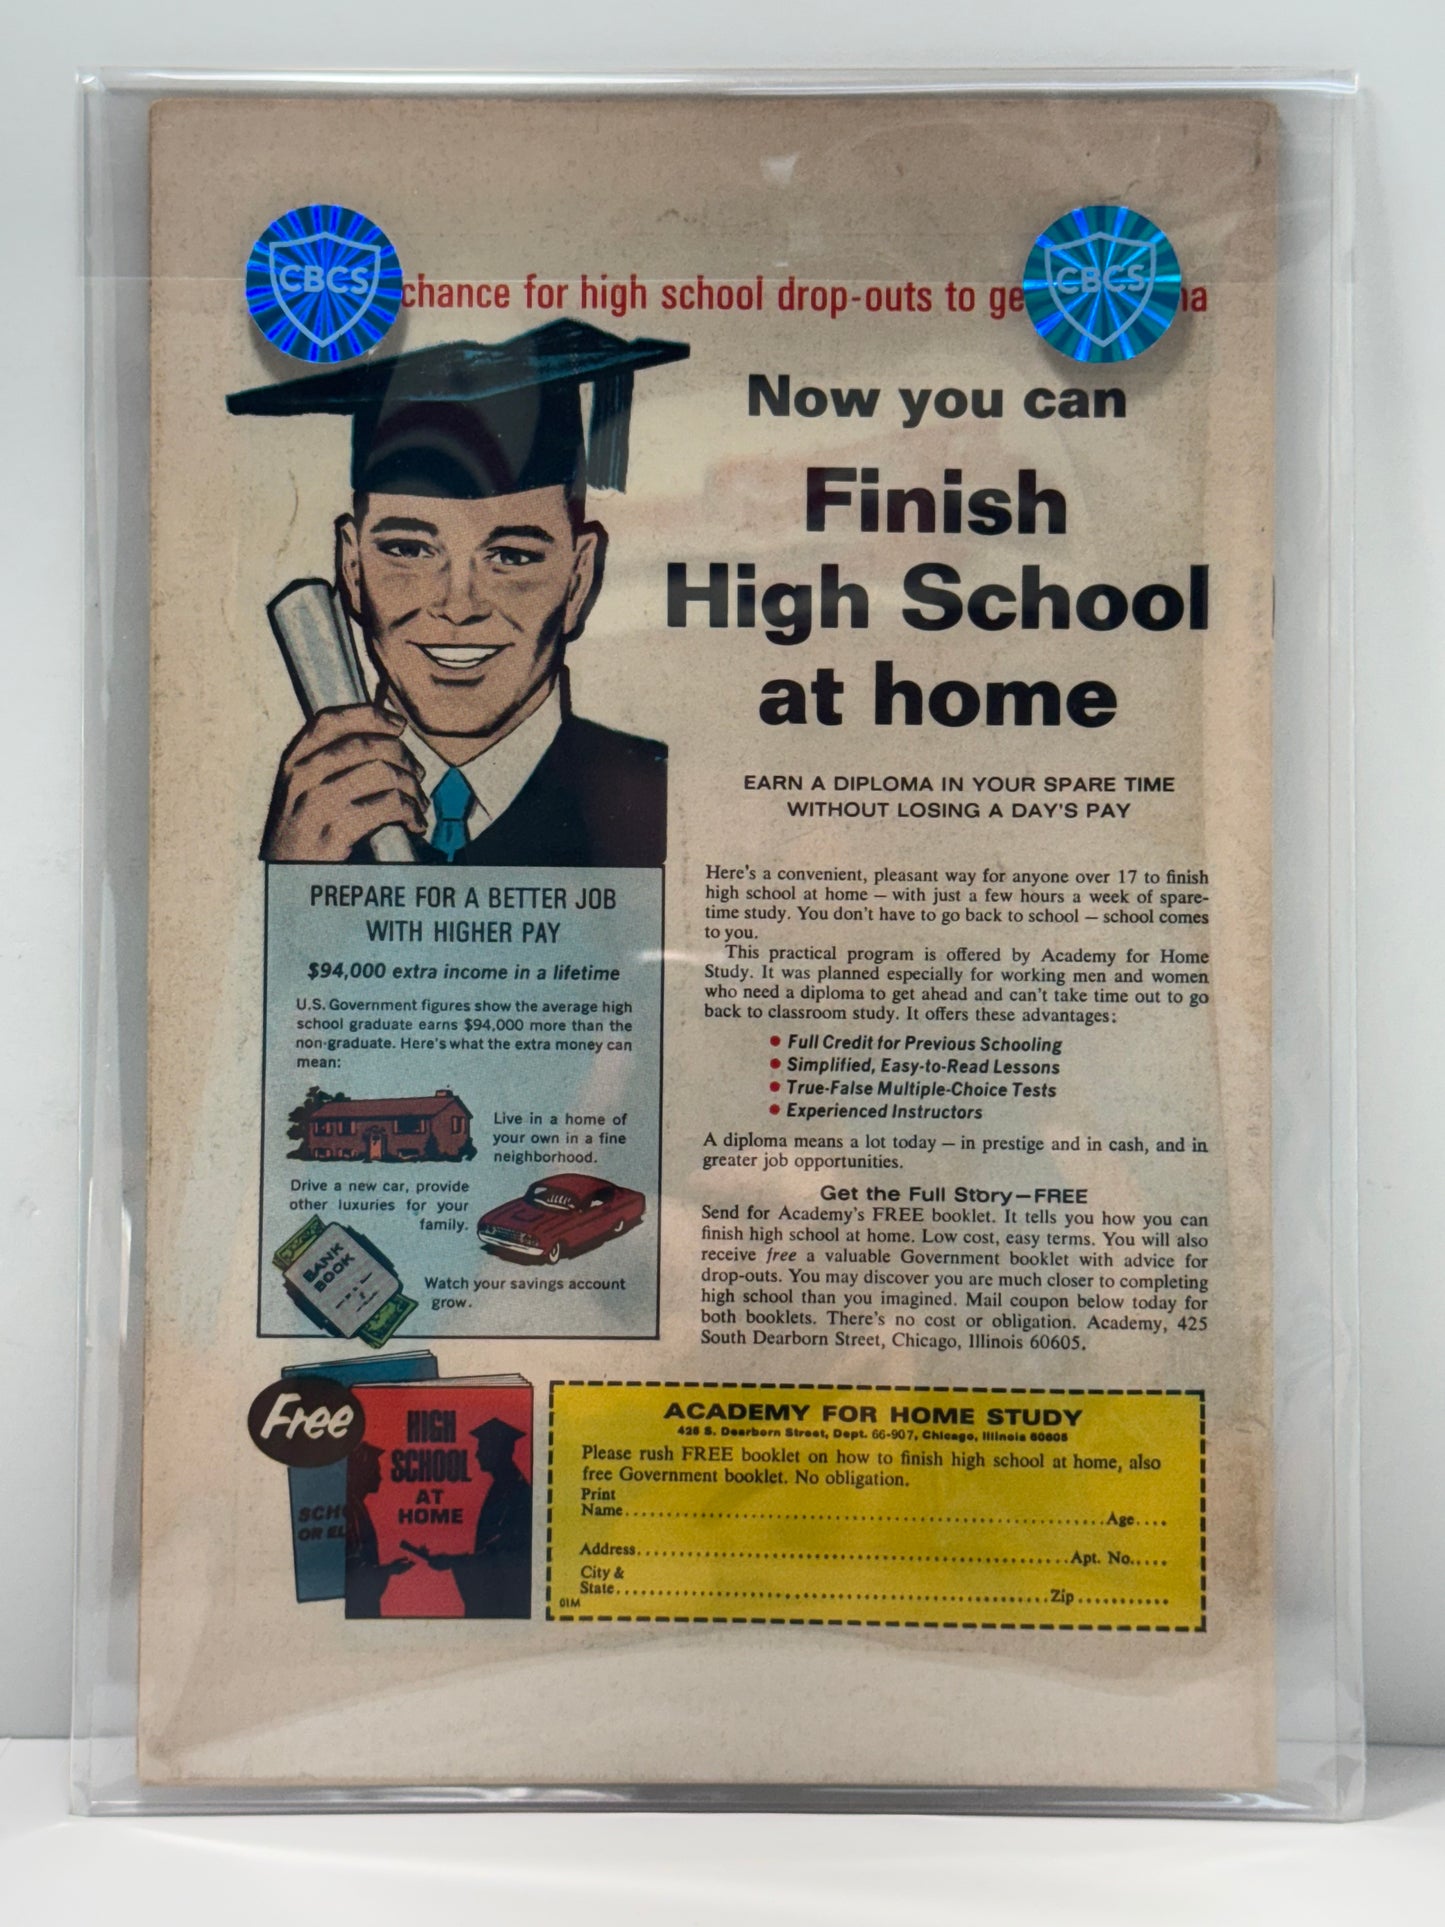 CBCS
CBCS
chance for high school drop-outs to
Now you can
Finish
High School
at home
EARN A DIPLOMA IN YOUR SPARE TIME
WITHOUT LOSING A DAY'S PAY
PREPARE FOR A BETTER JOB
WITH HIGHER PAY
$94,000 extra income in a lifetime
U.S. Government figures show the average high
school graduate earns $94,000 more than the
non-graduate. Here's what the extra money can
mean:
Live in a home of
your own in a fine
neighborhood.
Drive a new car, provide
other luxuries for your
family.
BANK
BOOK
Watch your savings account
grow.
Here's a convenient, pleasant way for anyone over 17 to finish
high school at home — with just a few hours a week of spare-
time study. You don't have to go back to school — school comes
to you.
This practical program is offered by Academy for Home
Study. It was planned especially for working men and women
who need a diploma to get ahead and can't take time out to go
back to classroom study. It offers these advantages:
• Full Credit for Previous Schooling
• Simplified, Easy-to-Read Lessons
• True-False Multiple-Choice Tests
• Experienced Instructors
A diploma means a lot today — in prestige and in cash, and in
greater job opportunities.
Get the Full Story—FREE
Send for Academy's FREE booklet. It tells you how you can
finish high school at home. Low cost, easy terms. You will also
receive free a valuable Government booklet with advice for
drop-outs. You may discover you are much closer to completing
high school than you imagined. Mail coupon below today for
both booklets. There's no cost or obligation. Academy, 425
South Dearborn Street, Chicago, Illinois 60605.
Free
HIGH
SCHOOL
AT
HOME
OR
ACADEMY FOR HOME STUDY
425 S. Dearborn Street, Dept. 66-907, Chicago, Illinois 60605
Please rush FREE booklet on how to finish high school at home, also
free Government booklet. No obligation.
Print
Name Age
Address Apt. No.
City &
State Zip
01M